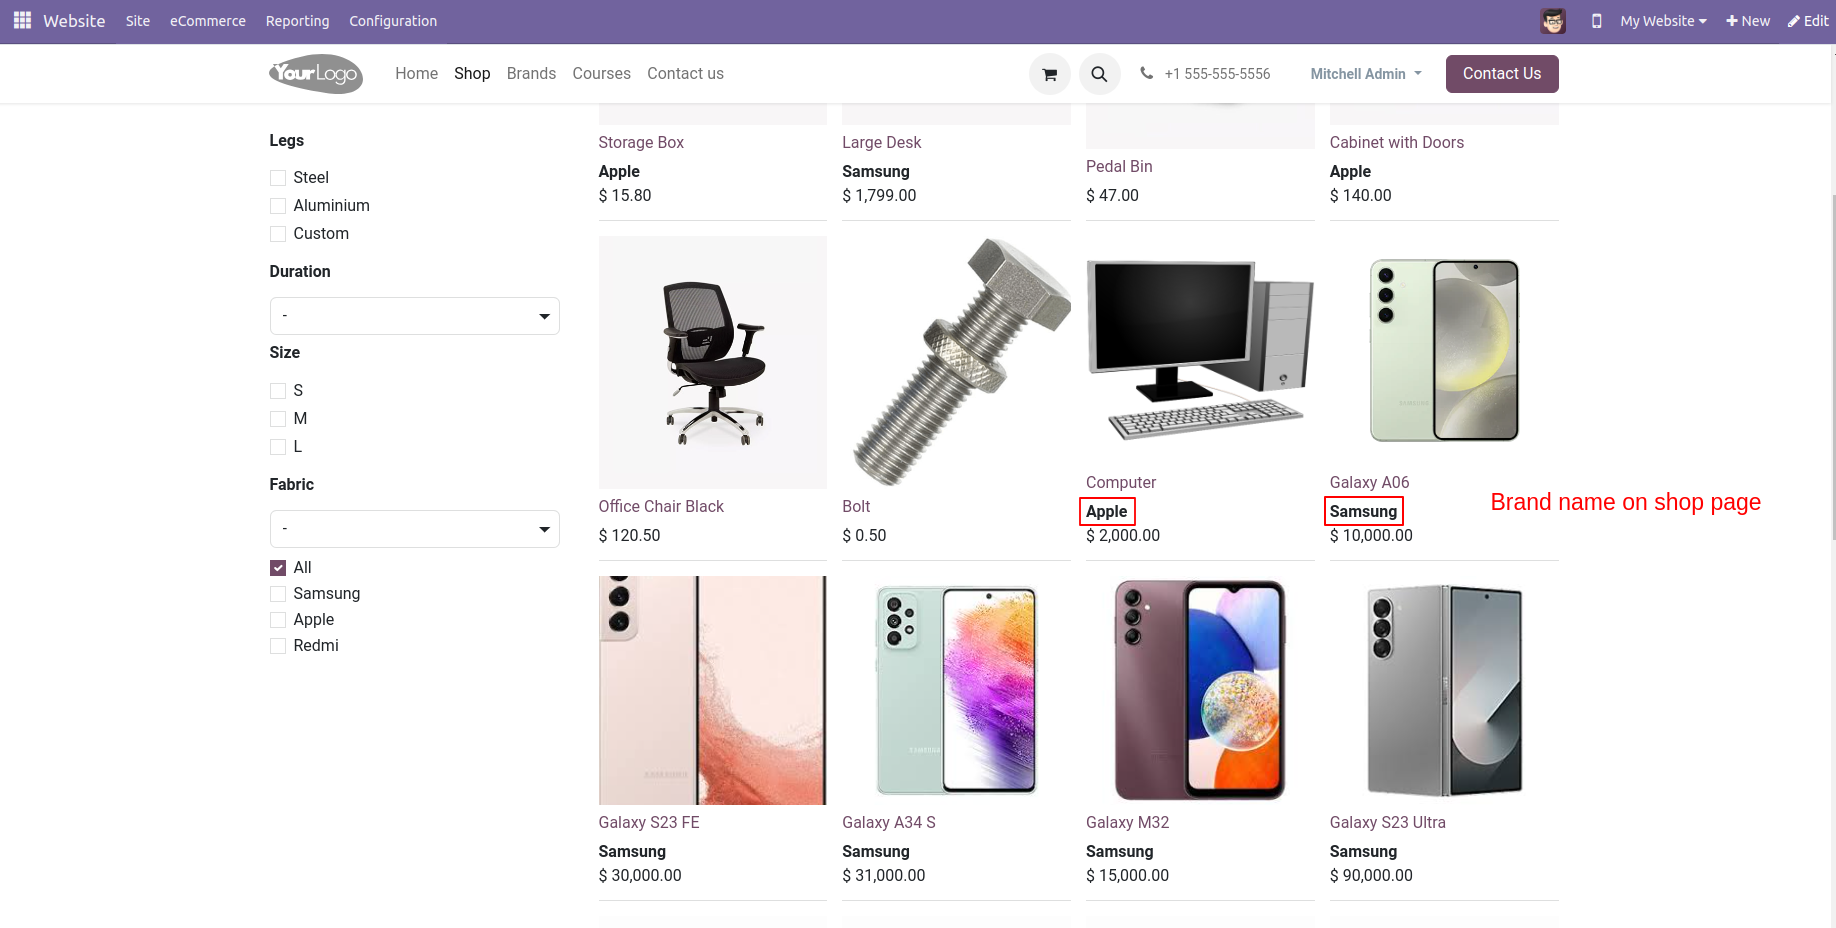 Website Site eCommerce Reporting Configuration My Website New Edit
YourLogo Home Shop Brands Courses Contact us +1 555-555-5556 Mitchell Admin Contact Us
Legs
Steel
Aluminium
Custom
Duration
-
Size
S
M
L
Fabric
-
All
Samsung
Apple
Redmi
Storage Box
Apple
$ 15.80
Large Desk
Samsung
$ 1,799.00
Pedal Bin
$ 47.00
Cabinet with Doors
Apple
$ 140.00
Office Chair Black
$ 120.50
Bolt
$ 0.50
Computer
Apple
$ 2,000.00
SAMSUNG
Galaxy A06
Samsung
$ 10,000.00
Brand name on shop page
SAMSUNG
Galaxy S23 FE
Samsung
$ 30,000.00
SAMSUNG
Galaxy A34 S
Samsung
$ 31,000.00
Galaxy M32
Samsung
$ 15,000.00
Galaxy S23 Ultra
Samsung
$ 90,000.00